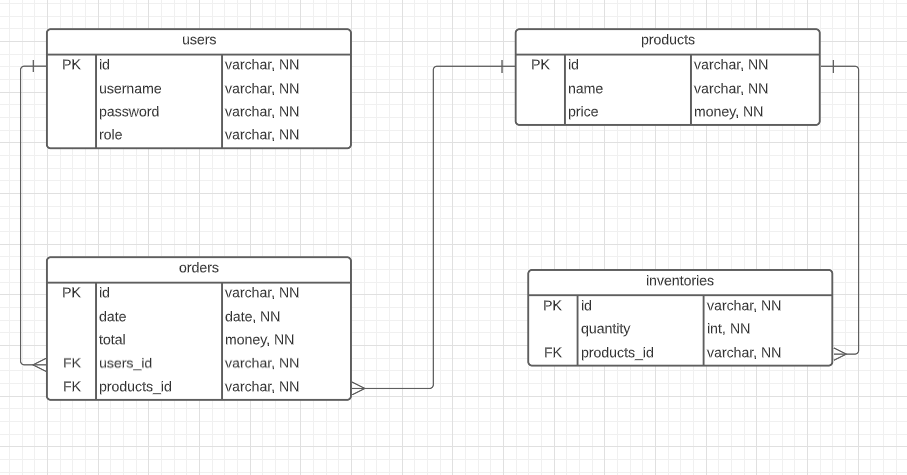 users
PK id varchar, NN
username varchar, NN
password varchar, NN
role varchar, NN
products
PK id varchar, NN
name varchar, NN
price money, NN
orders
PK id varchar, NN
date date, NN
total money, NN
FK users_id varchar, NN
FK products_id varchar, NN
inventories
PK id varchar, NN
quantity int, NN
FK products_id varchar, NN